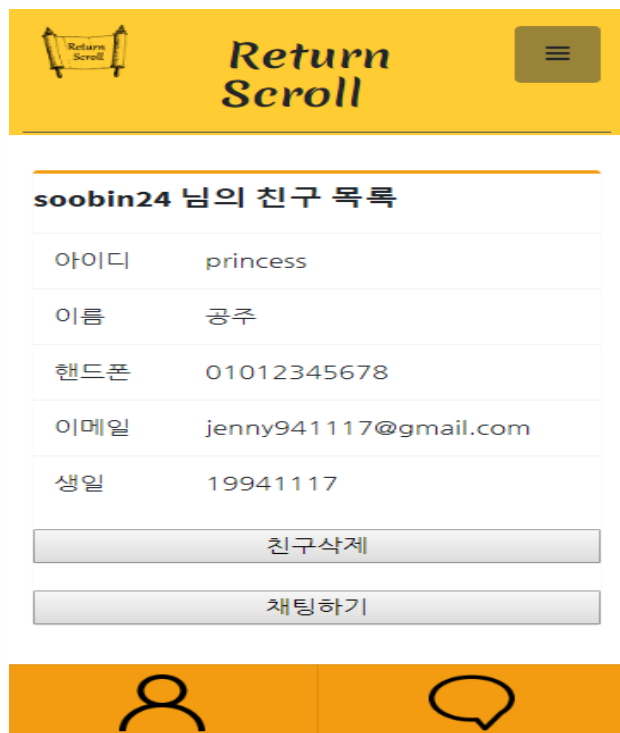 Return
Scroll
Return
Scroll
soobin24 님의 친구 목록
아이디 princess
이름 공주
핸드폰 01012345678
이메일 jenny941117@gmail.com
생일 19941117
친구삭제
채팅하기